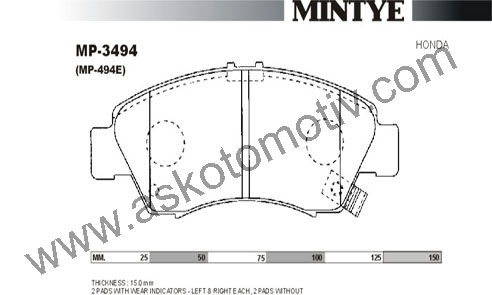 MINTYE
MP-3494
(MP-494E)
HONDA
www.askotomotiv.com
MM. 25 50 75 100 125 150
THICKNESS : 15.0 mm
2 PADS WITH WEAR INDICATORS - LEFT & RIGHT EACH, 2 PADS WITHOUT